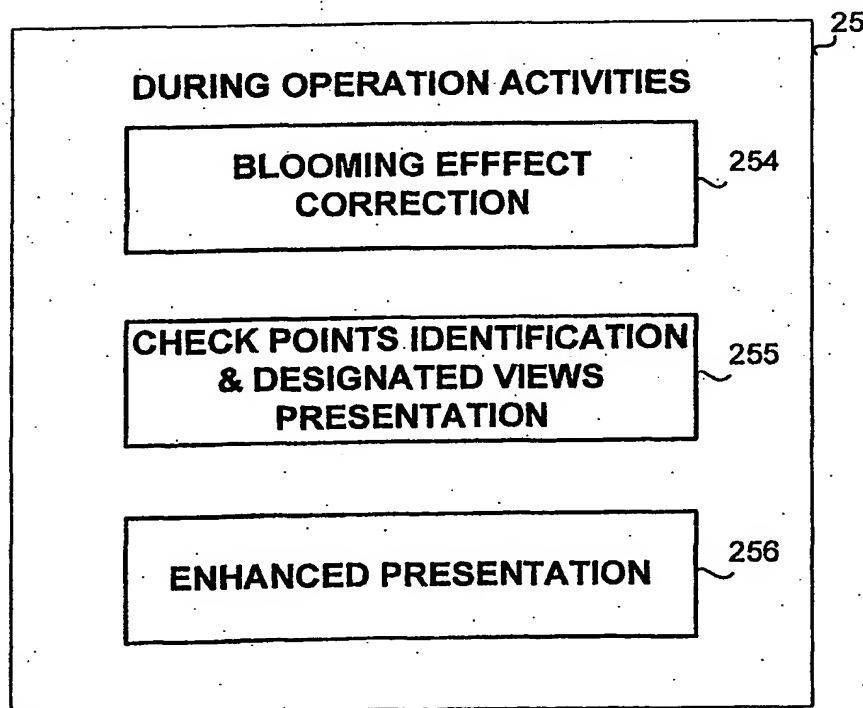 25
DURING OPERATION ACTIVITIES
BLOOMING EFFFECT
CORRECTION
254
CHECK POINTS IDENTIFICATION
& DESIGNATED VIEWS
PRESENTATION
255
ENHANCED PRESENTATION
256